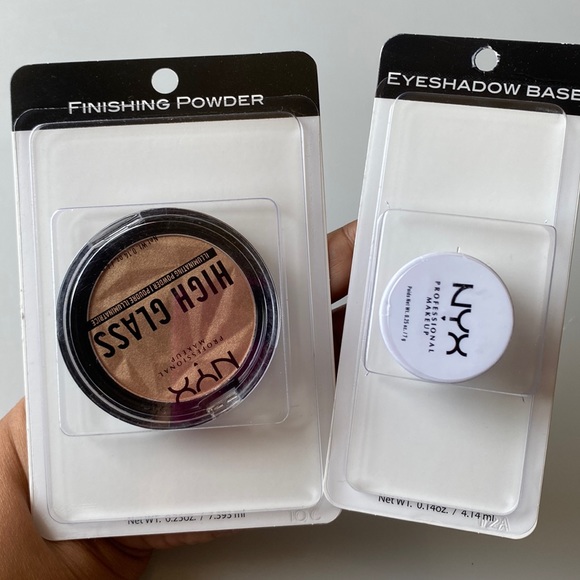 FINISHING POWDER
HIGH GLASS
ILLUMINATING POWDER | POUDRE ILLUMINATRICE
NYX
PROFESSIONAL
MAKEUP
EYESHADOW BASE
NYX
PROFESSIONAL
MAKEUP
NET WT. 0.14OZ. / 4.14 ml